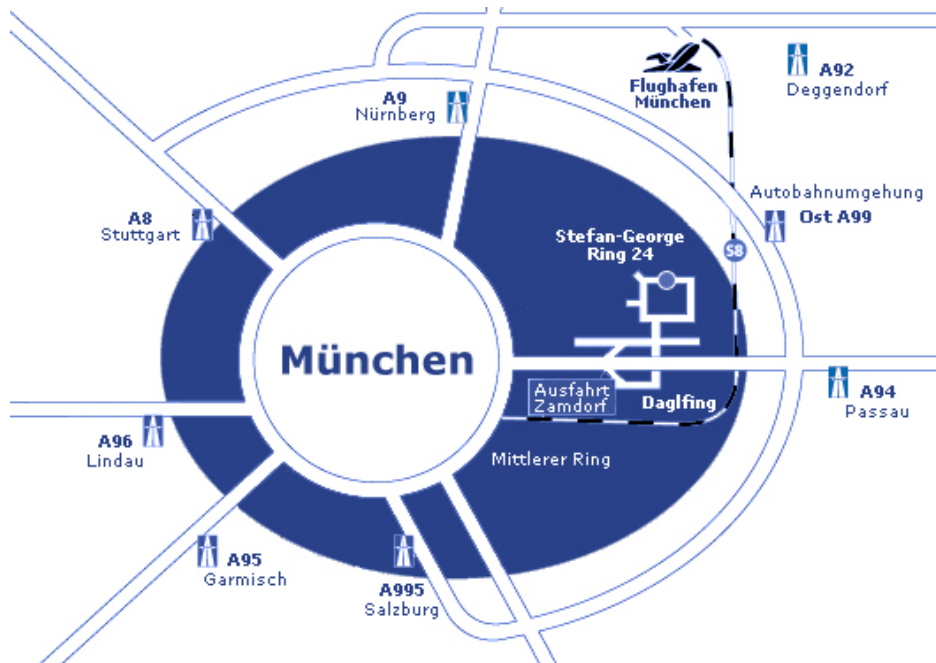 Flughafen
München
A92
Deggendorf
A9
Nürnberg
Autobahnumgehung
Ost A99
A8
Stuttgart
Stefan-George
Ring 24
S8
München
Ausfahrt
Zamdorf
Daglfing
A94
Passau
A96
Lindau
Mittlerer Ring
A95
Garmisch
A995
Salzburg